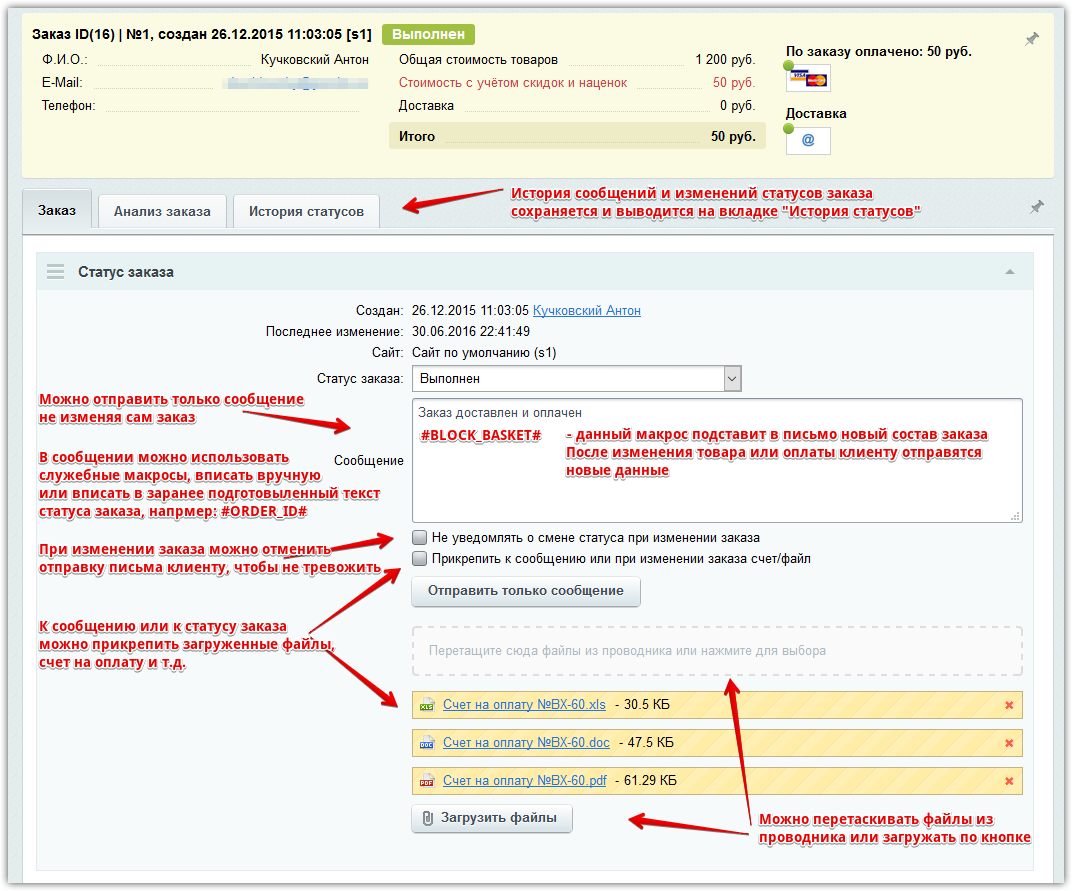 Заказ ID(16) | №1, создан 26.12.2015 11:03:05 [s1] Выполнен
Ф.И.О.: Кучковский Антон
E-Mail:
Телефон:
Общая стоимость товаров 1 200 руб.
Стоимость с учётом скидок и наценок 50 руб.
Доставка 0 руб.
Итого 50 руб.
По заказу оплачено: 50 руб.
VISA MasterCard
Доставка
@
Заказ Анализ заказа История статусов
История сообщений и изменений статусов заказа
сохраняется и выводится на вкладке "История статусов"
Статус заказа
Создан: 26.12.2015 11:03:05 Кучковский Антон
Последнее изменение: 30.06.2016 22:41:49
Сайт: Сайт по умолчанию (s1)
Статус заказа: Выполнен
Можно отправить только сообщение
не изменяя сам заказ
Сообщение
Заказ доставлен и оплачен
#BLOCK_BASKET# - данный макрос подставит в письмо новый состав заказа
После изменения товара или оплаты клиенту отправятся
новые данные
В сообщении можно использовать
служебные макросы, вписать вручную
или вписать в заранее подготовыленный текст
статуса заказа, напрмер: #ORDER_ID#
Не уведомлять о смене статуса при изменении заказа
При изменении заказа можно отменить
отправку письма клиенту, чтобы не тревожить
Прикрепить к сообщению или при изменении заказа счет/файл
Отправить только сообщение
К сообщению или к статусу заказа
можно прикрепить загруженные файлы,
счет на оплату и т.д.
Перетащите сюда файлы из проводника или нажмите для выбора
XLS Счет на оплату №BX-60.xls - 30.5 КБ
DOC Счет на оплату №BX-60.doc - 47.5 КБ
PDF Счет на оплату №BX-60.pdf - 61.29 КБ
Загрузить файлы
Можно перетаскивать файлы из
проводника или загружать по кнопке